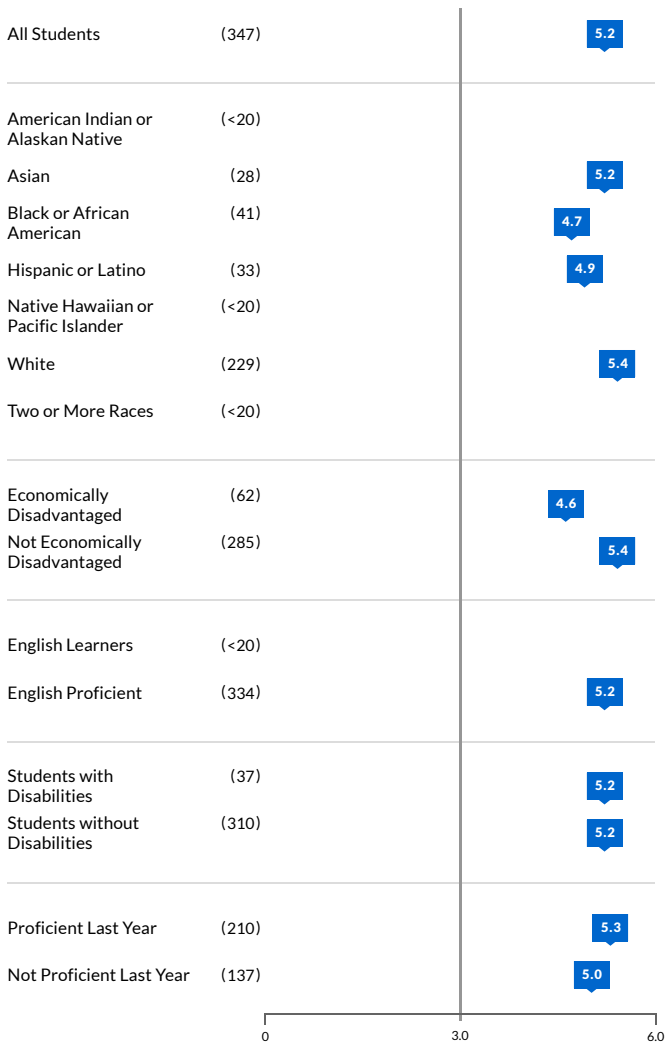 All Students (347) 5.2
American Indian or (<20)
Alaskan Native
Asian (28) 5.2
Black or African (41) 4.7
American
Hispanic or Latino (33) 4.9
Native Hawaiian or (<20)
Pacific Islander
White (229) 5.4
Two or More Races (<20)
Economically (62) 4.6
Disadvantaged
Not Economically (285) 5.4
Disadvantaged
English Learners (<20)
English Proficient (334) 5.2
Students with (37) 5.2
Disabilities
Students without (310) 5.2
Disabilities
Proficient Last Year (210) 5.3
Not Proficient Last Year (137) 5.0
0 3.0 6.0